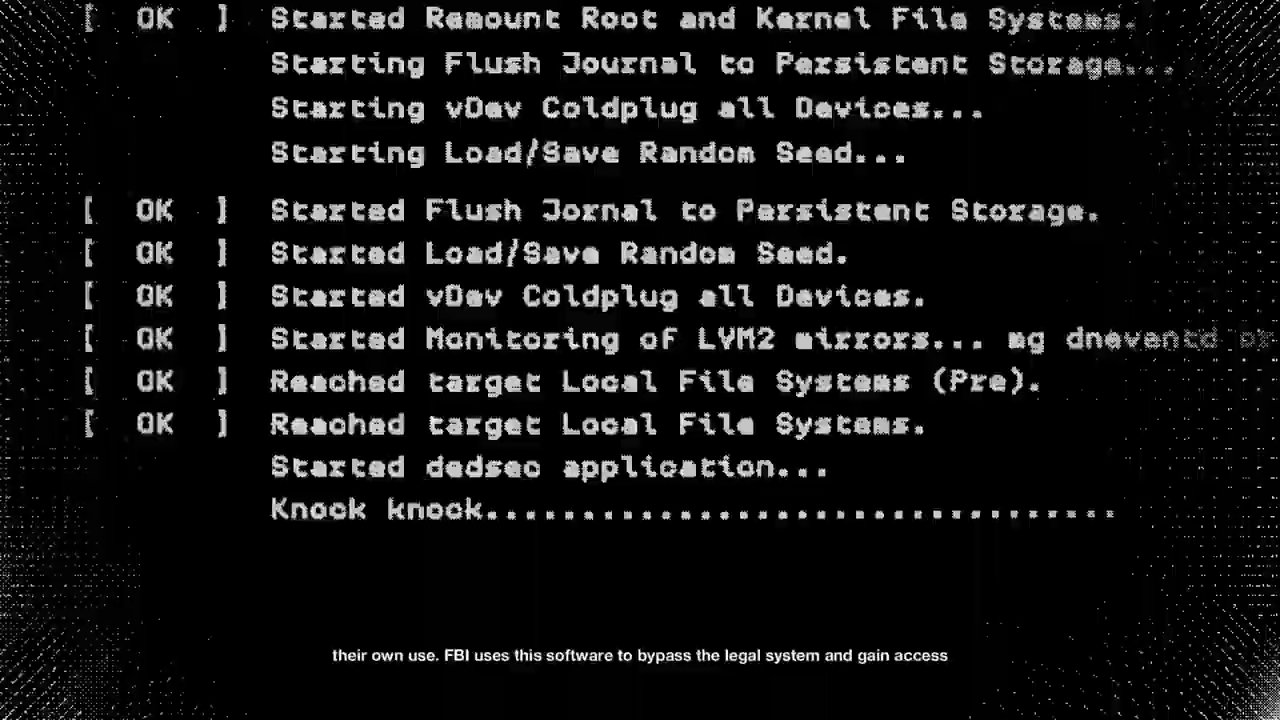 [ OK ] Started Remount Root and Kernel File Systems.
Starting Flush Journal to Persistent Storage...
Starting vDev Coldplug all Devices...
Starting Load/Save Random Seed...
[ OK ] Started Flush Jornal to Persistent Storage.
[ OK ] Started Load/Save Random Seed.
[ OK ] Started vDev Coldplug all Devices.
[ OK ] Started Monitoring of LVM2 mirrors... mg dneventd or
[ OK ] Reached target Local File Systems (Pre).
[ OK ] Reached target Local File Systems.
Started dedsec application...
Knock knock.................................
their own use. FBI uses this software to bypass the legal system and gain access